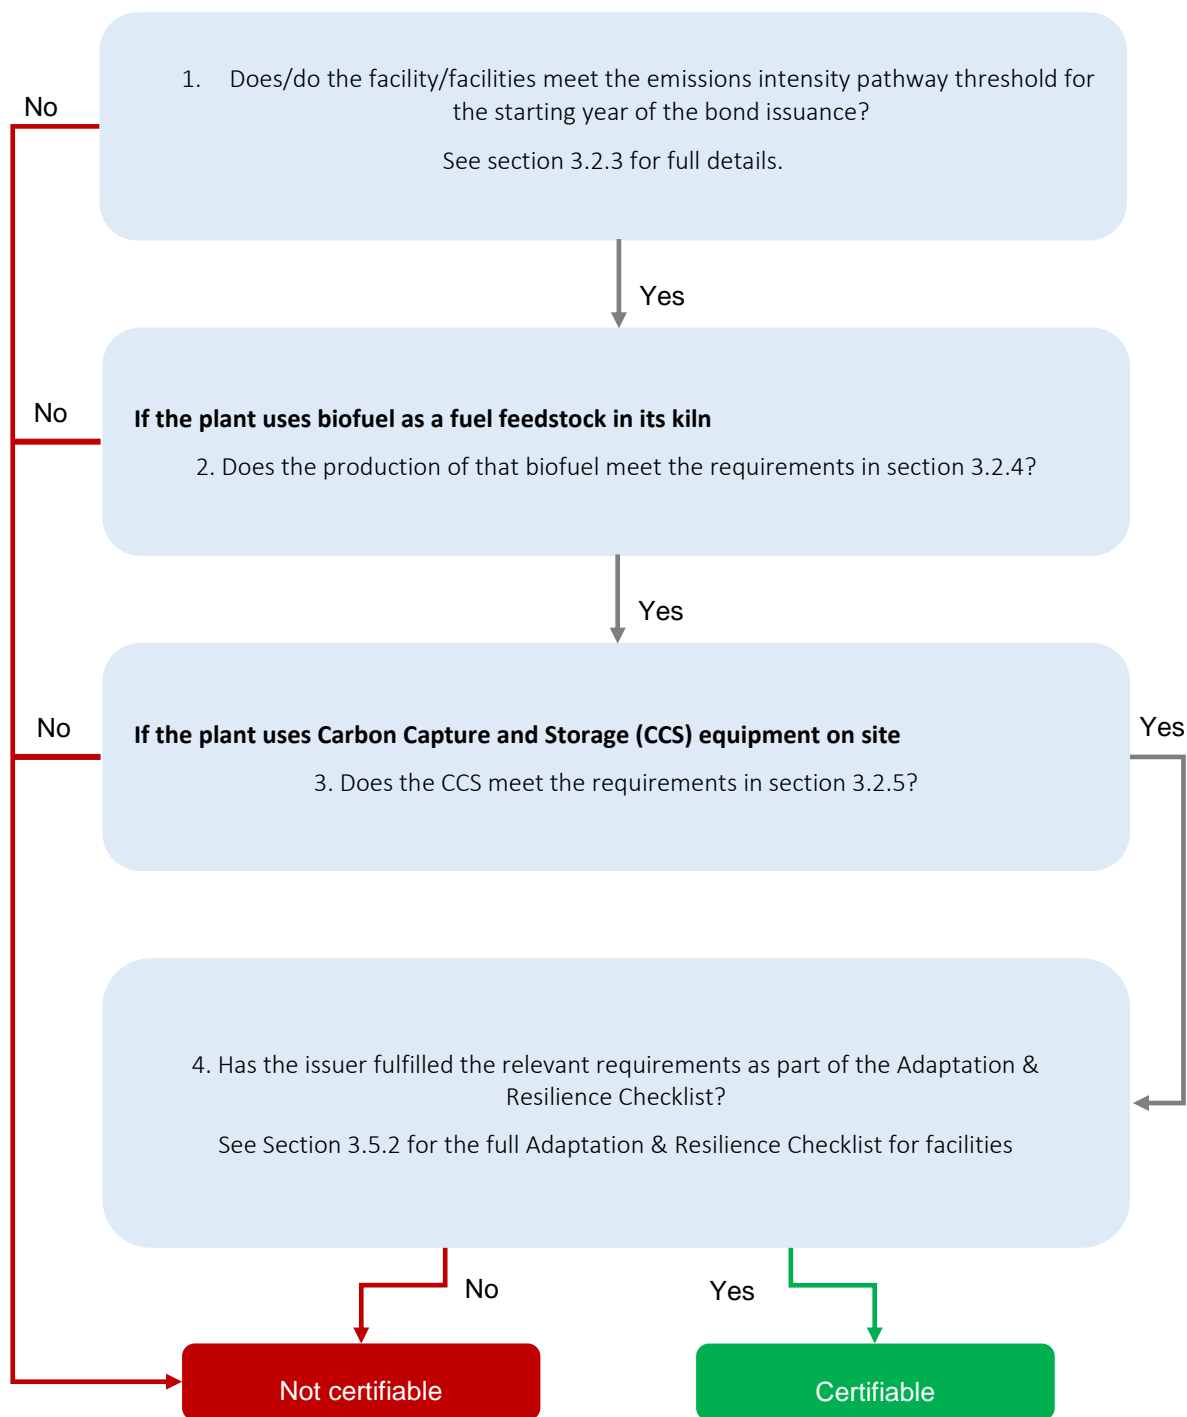 1. Does/do the facility/facilities meet the emissions intensity pathway threshold for
the starting year of the bond issuance?
See section 3.2.3 for full details.
No
Yes
If the plant uses biofuel as a fuel feedstock in its kiln
2. Does the production of that biofuel meet the requirements in section 3.2.4?
No
Yes
If the plant uses Carbon Capture and Storage (CCS) equipment on site
3. Does the CCS meet the requirements in section 3.2.5?
No
Yes
4. Has the issuer fulfilled the relevant requirements as part of the Adaptation &
Resilience Checklist?
See Section 3.5.2 for the full Adaptation & Resilience Checklist for facilities
No
Yes
Not certifiable
Certifiable